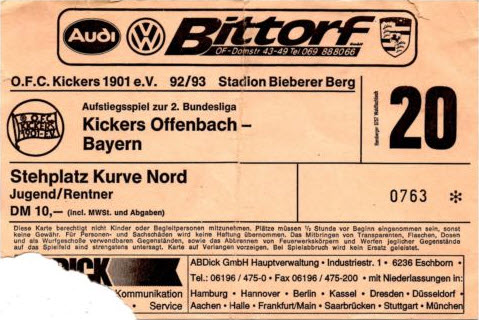 Audi Bittorf GmbH
OF-Domstr 43-49 Tel 069 888066
O.F.C. Kickers 1901 e.V. 92/93 Stadion Bieberer Berg
Aufstiegsspiel zur 2. Bundesliga
O.F.C.
KICKERS
1901·E.V.
Kickers Offenbach –
Bayern
20
Stehplatz Kurve Nord
Jugend/Rentner
DM 10,— (incl. MWSt. und Abgaben)
0763 *
Diese Karte berechtigt nicht Kinder oder Begleitpersonen mitzunehmen. Plätze müssen ½ Stunde vor Beginn eingenommen sein, sonst
keine Gewähr. Für Personen- und Sachschäden wird keine Haftung übernommen. Das Mitbringen von Transparenten, Flaschen, Dosen
und als Wurfgeschoße verwendbaren Gegenständen, sowie das Abbrennen von Feuerwerkskörpern und Werfen jeglicher Gegenstände
auf das Spielfeld sind strengstens untersagt. Karte auf Verlangen vorzeigen. Bei Spielabbruch wird kein Ersatz geleistet.
DICK
Kommunikation
Service
ABDick GmbH Hauptverwaltung • Industriestr. 1 • 6236 Eschborn •
Tel.: 06196 / 475-0 • Fax 06196 / 475-200 • mit Niederlassungen in:
Hamburg • Hannover • Berlin • Kassel • Dresden • Düsseldorf •
Aachen • Halle • Frankfurt/Main • Saarbrücken • Stuttgart • München